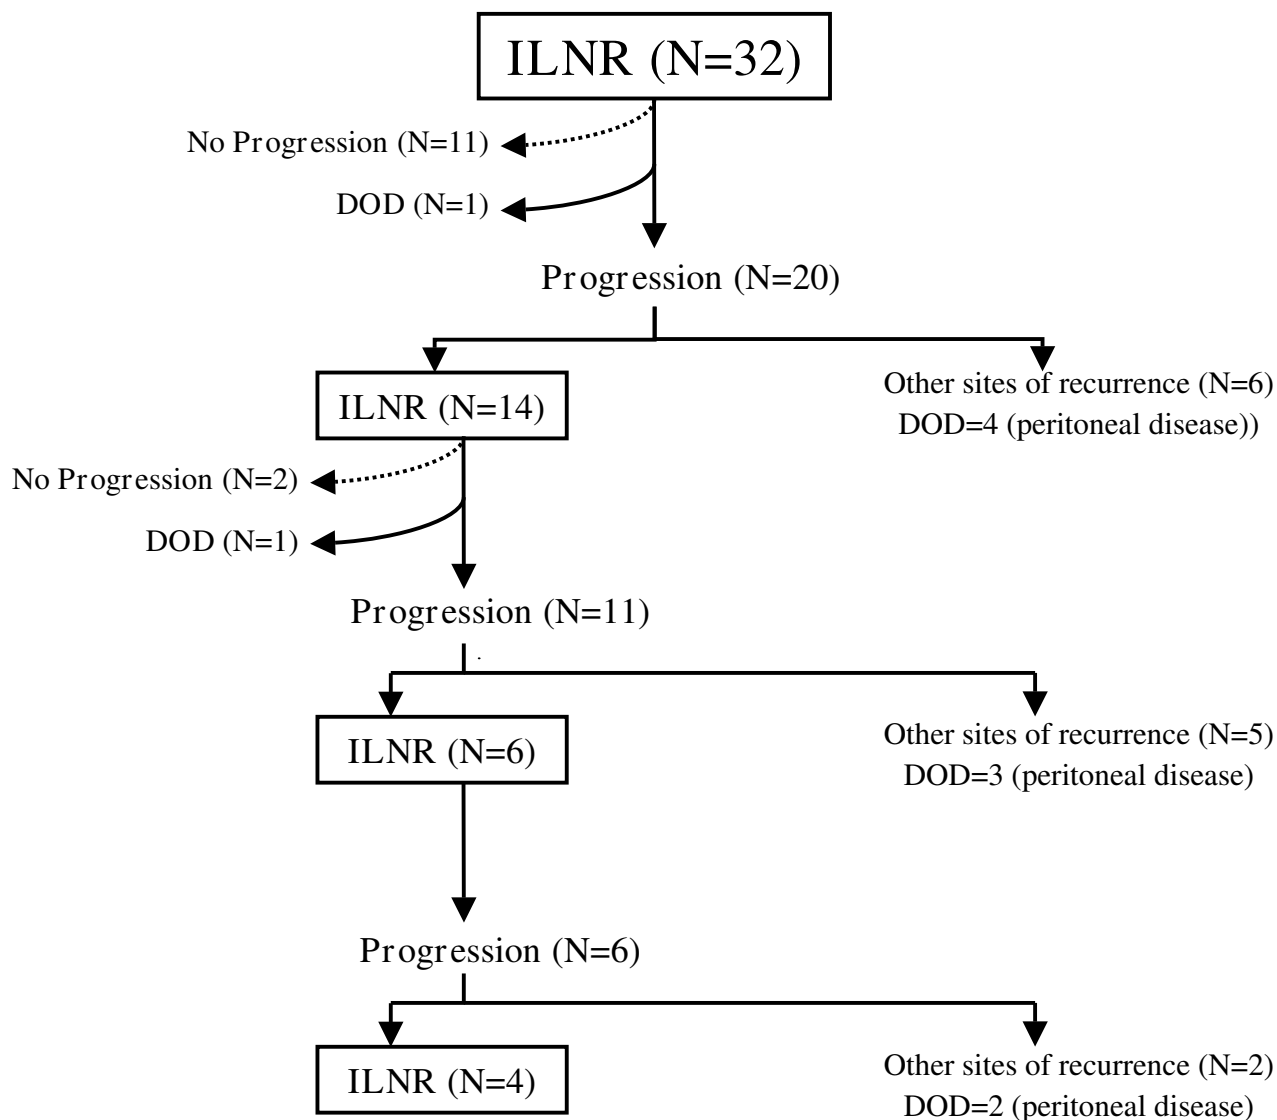 ILNR (N=32)
No Progression (N=11)
DOD (N=1)
Progression (N=20)
ILNR (N=14)
Other sites of recurrence (N=6)
DOD=4 (peritoneal disease))
No Progression (N=2)
DOD (N=1)
Progression (N=11)
ILNR (N=6)
Other sites of recurrence (N=5)
DOD=3 (peritoneal disease)
Progression (N=6)
ILNR (N=4)
Other sites of recurrence (N=2)
DOD=2 (peritoneal disease)